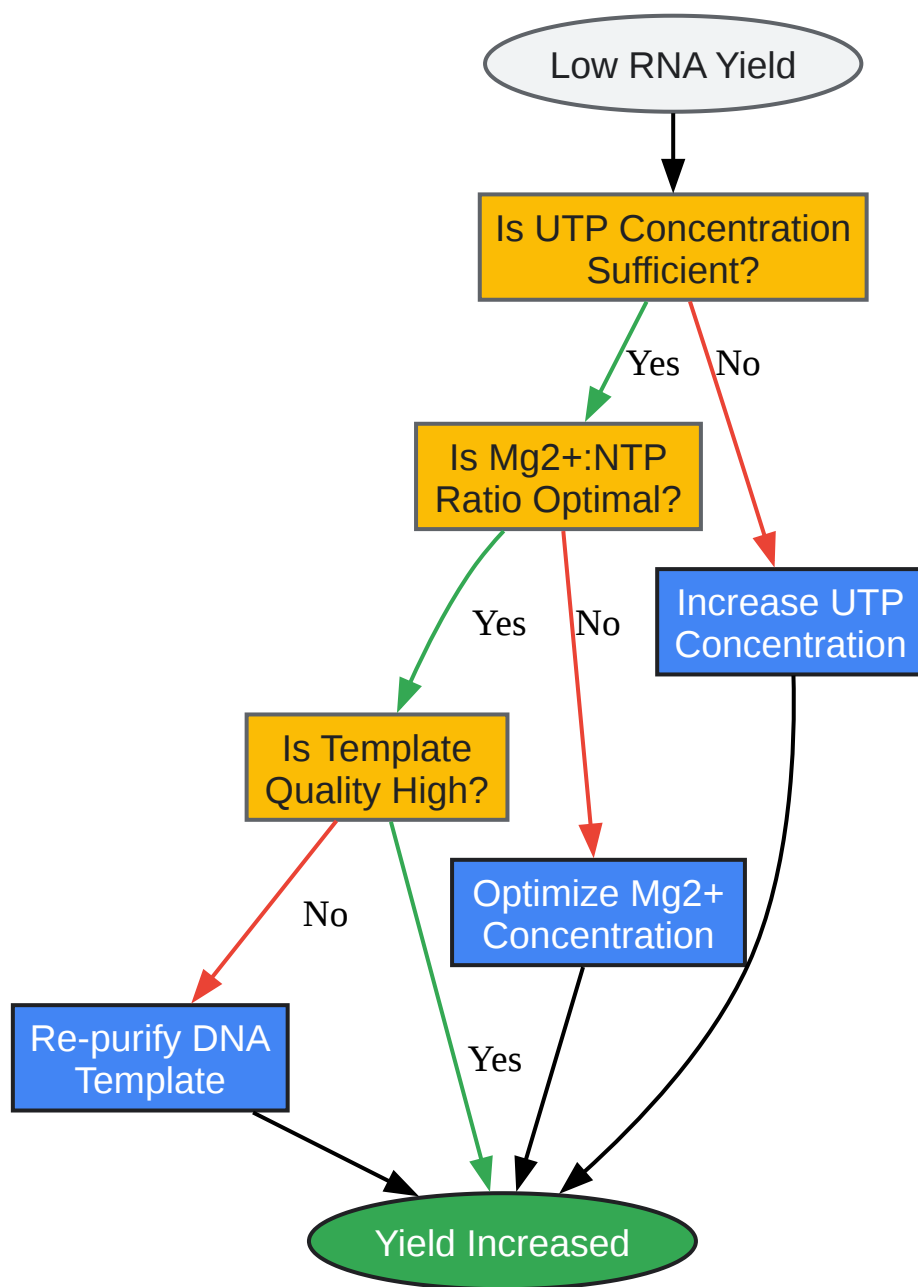 Low RNA Yield
Is UTP Concentration
Sufficient?
Yes
No
Is Mg2+:NTP
Ratio Optimal?
Increase UTP
Concentration
Yes
No
Is Template
Quality High?
Optimize Mg2+
Concentration
No
Re-purify DNA
Template
Yes
Yield Increased